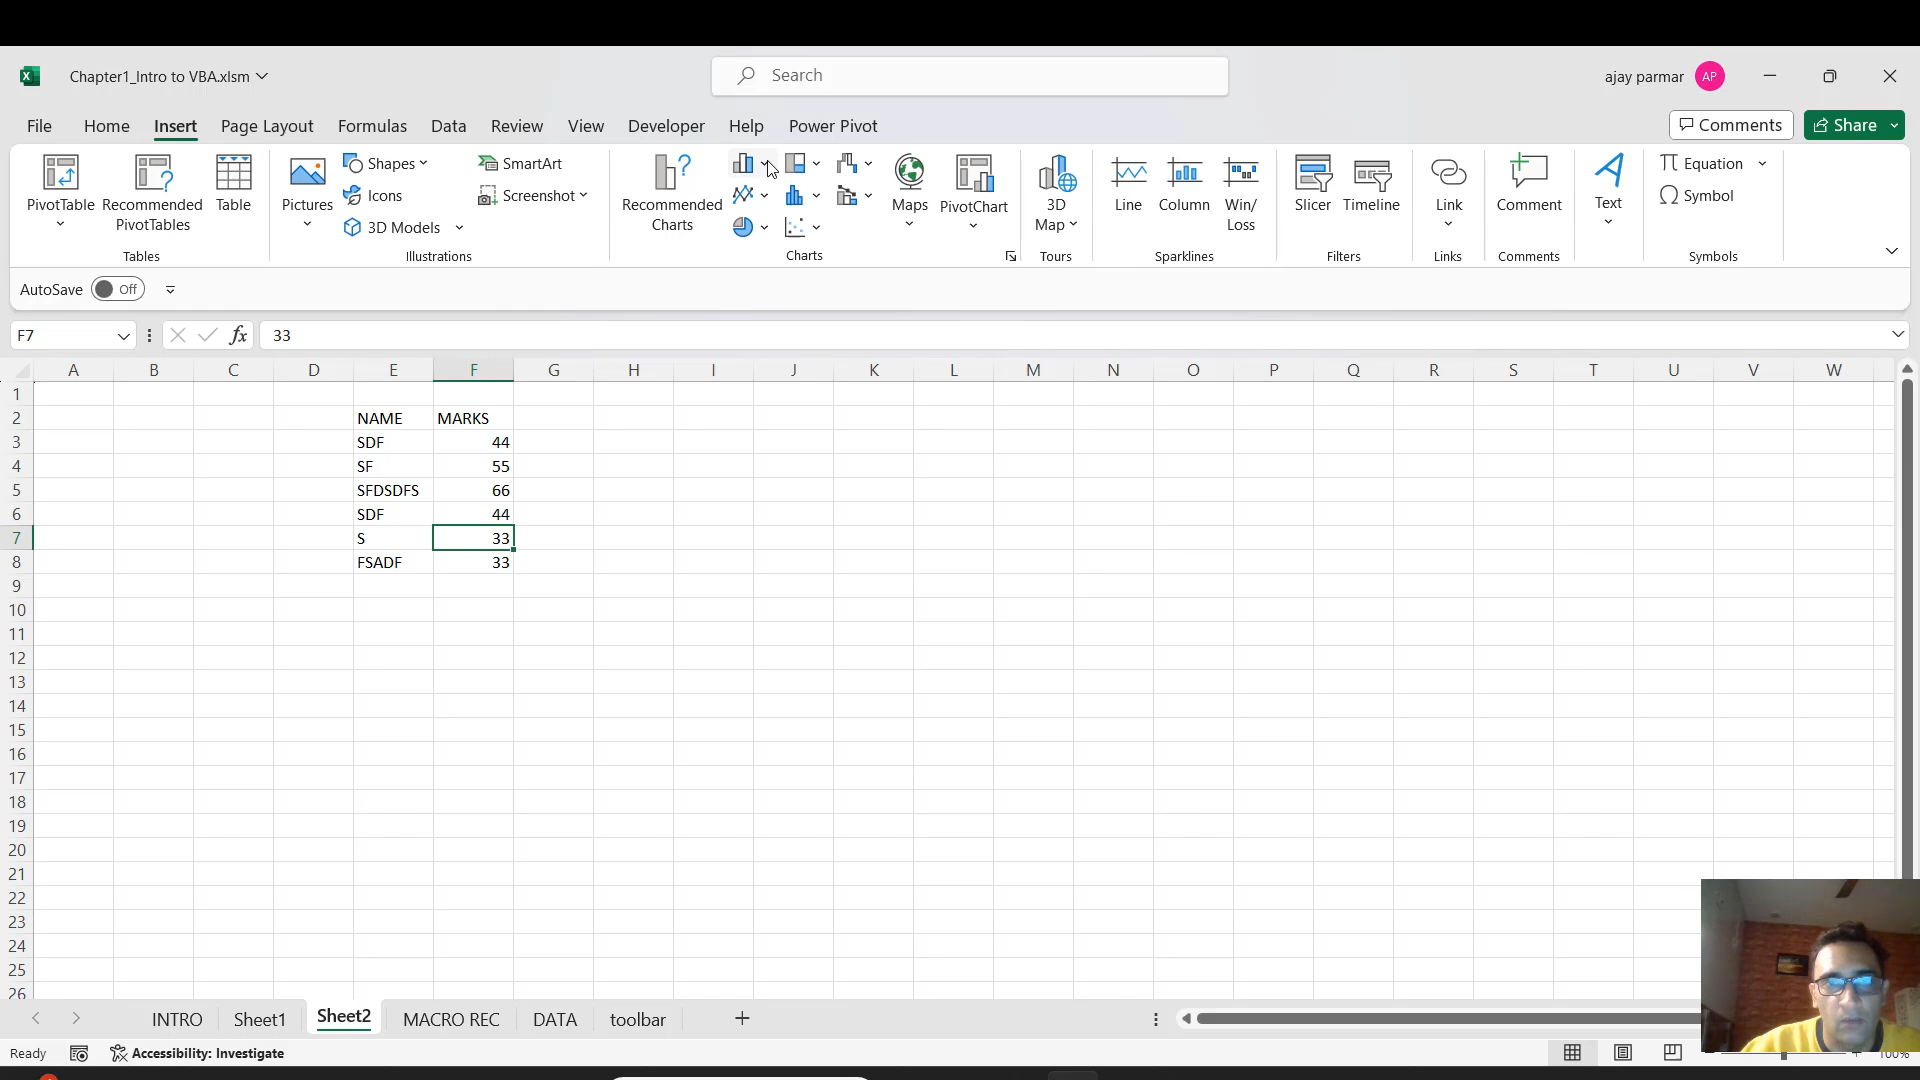 Chapter1_Intro to VBA.xlsm
Search
ajay parmar AP
File Home Insert Page Layout Formulas Data Review View Developer Help Power Pivot
Comments Share
PivotTable
Recommended PivotTables
Table
Tables
Pictures
Shapes
Icons
3D Models
SmartArt
Screenshot
Illustrations
Recommended Charts
Maps
PivotChart
Charts
3D Map
Tours
Line
Column
Win/Loss
Sparklines
Slicer
Timeline
Filters
Link
Links
Comment
Comments
Text
Equation
Symbol
Symbols
AutoSave Off
F7 fx 33
A B C D E F G H I J K L M N O P Q R S T U V W
1
2 NAME MARKS
3 SDF 44
4 SF 55
5 SFDSDFS 66
6 SDF 44
7 S 33
8 FSADF 33
9
10
11
12
13
14
15
16
17
18
19
20
21
22
23
24
25
26
INTRO Sheet1 Sheet2 MACRO REC DATA toolbar
Ready Accessibility: Investigate 100%